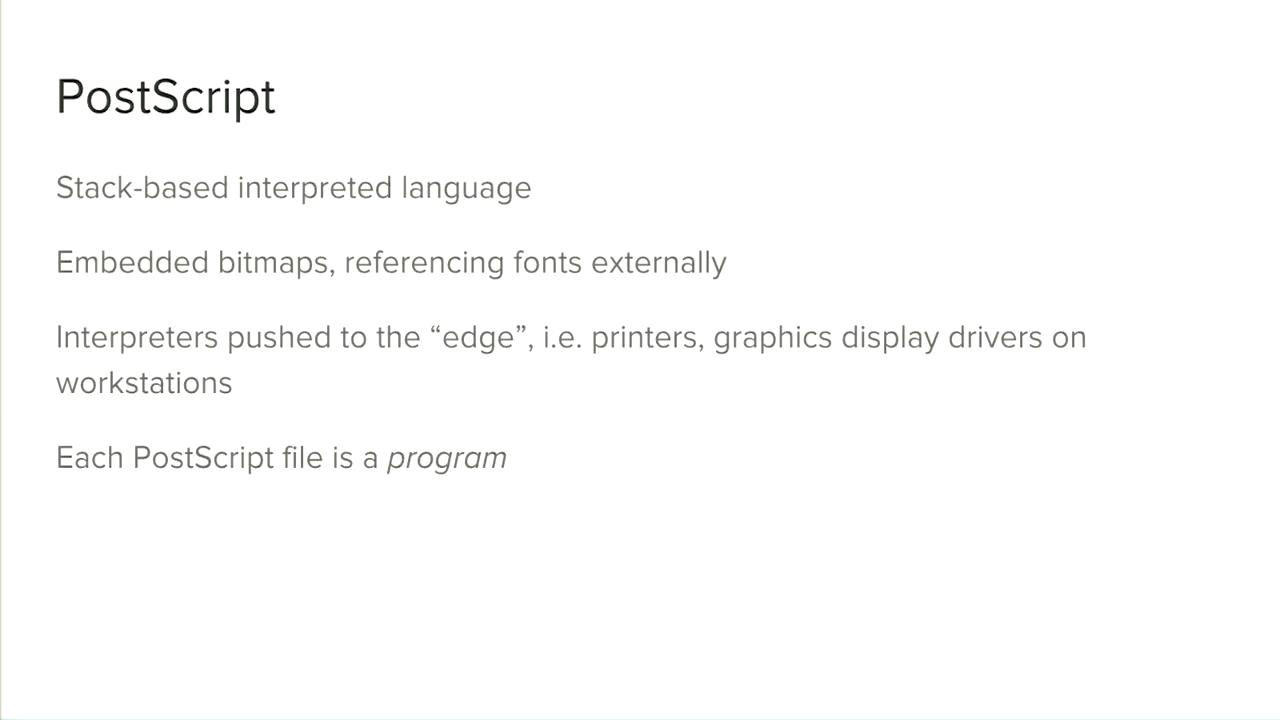 PostScript
Stack-based interpreted language
Embedded bitmaps, referencing fonts externally
Interpreters pushed to the “edge”, i.e. printers, graphics display drivers on
workstations
Each PostScript file is a program